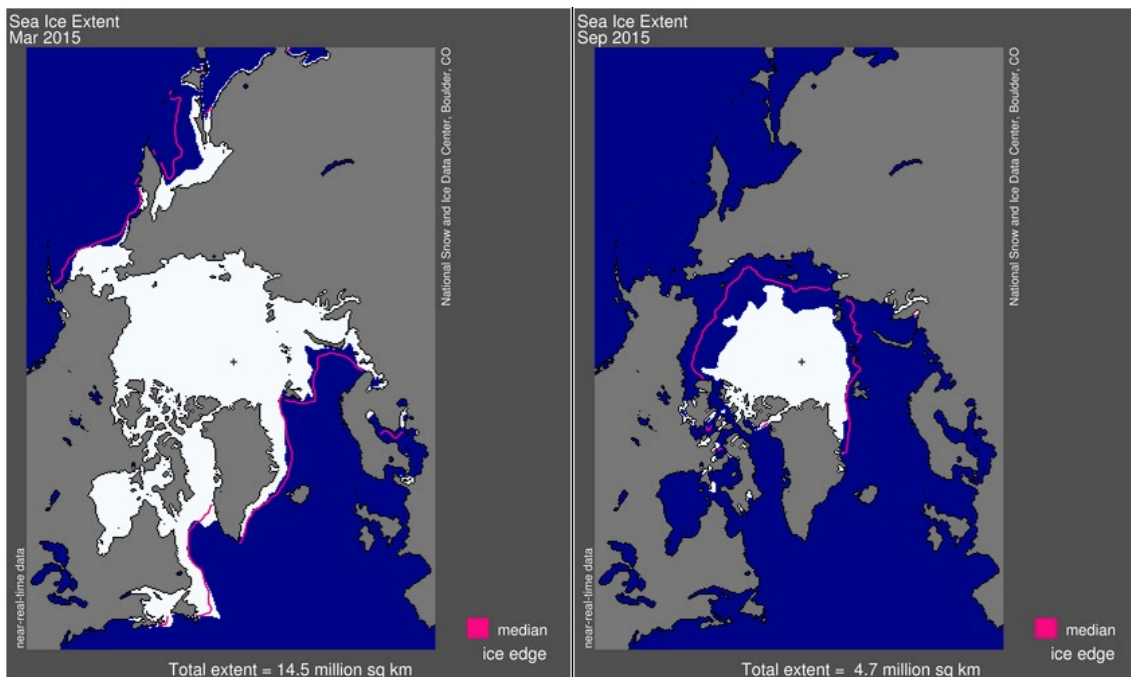 Sea Ice Extent
Mar 2015
National Snow and Ice Data Center, Boulder, CO
near-real-time data
median
ice edge
Total extent = 14.5 million sq km
Sea Ice Extent
Sep 2015
National Snow and Ice Data Center, Boulder, CO
near-real-time data
median
ice edge
Total extent = 4.7 million sq km